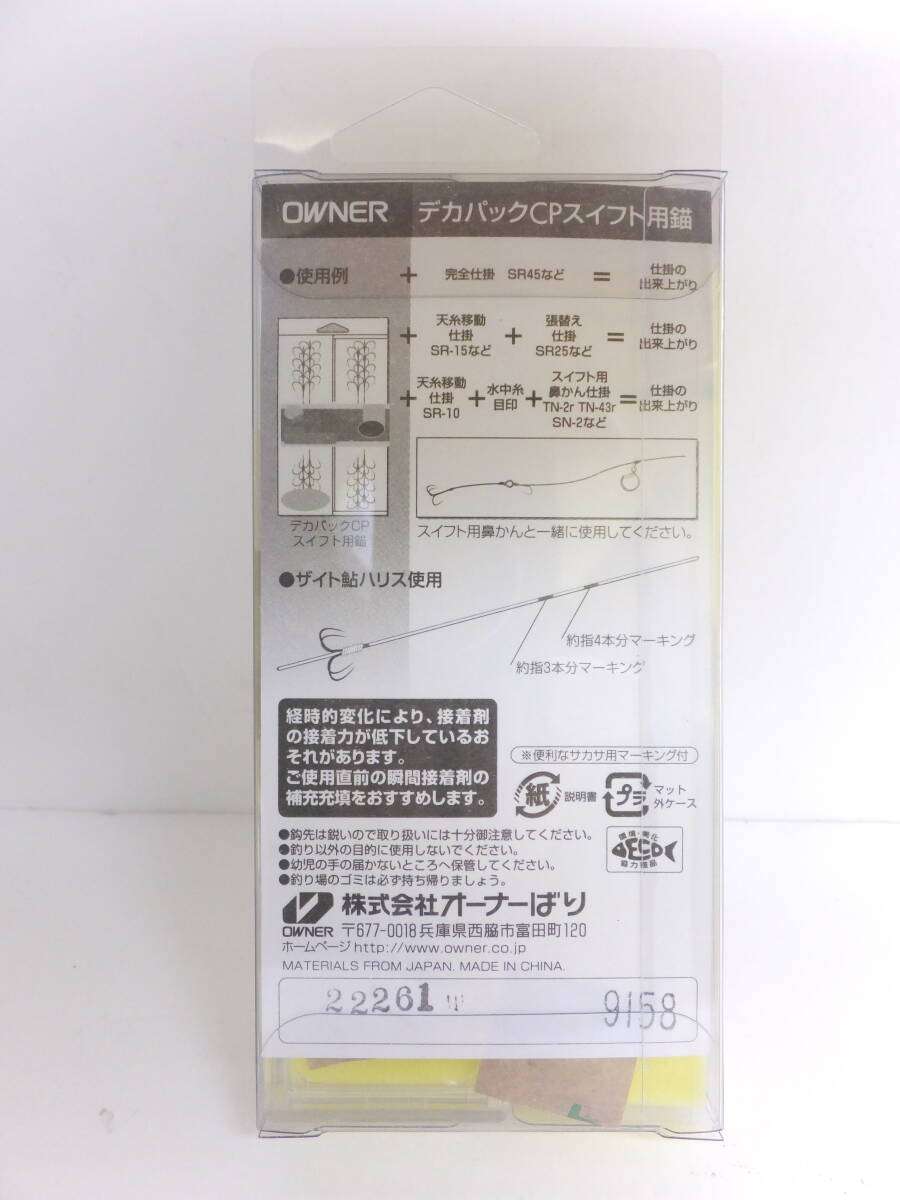 OWNER デカパックCPスイフト用錨
●使用例 + 完全仕掛 SR45など = 仕掛の出来上がり
+ 天糸移動仕掛 SR-15など + 張替え仕掛 SR25など = 仕掛の出来上がり
+ 天糸移動仕掛 SR-10 + 水中糸目印 + スイフト用鼻かん仕掛 TN-2r TN-43r SN-2など = 仕掛の出来上がり
デカパックCP
スイフト用錨
スイフト用鼻かんと一緒に使用してください。
●ザイト鮎ハリス使用
約指4本分マーキング
約指3本分マーキング
経時的変化により、接着剤
の接着力が低下しているお
それがあります。
ご使用直前の瞬間接着剤の
補充充填をおすすめします。
※便利なサカサ用マーキング付
紙 説明書
プラ マット
外ケース
●鈎先は鋭いので取り扱いには十分御注意してください。
●釣り以外の目的に使用しないでください。
●幼児の手の届かないところへ保管してください。
●釣り場のゴミは必ず持ち帰りましょう。
環境・美化
ECO
協力商品
株式会社オーナーばり
OWNER 〒677-0018 兵庫県西脇市富田町120
ホームページ http://www.owner.co.jp
MATERIALS FROM JAPAN. MADE IN CHINA.
22261
9158